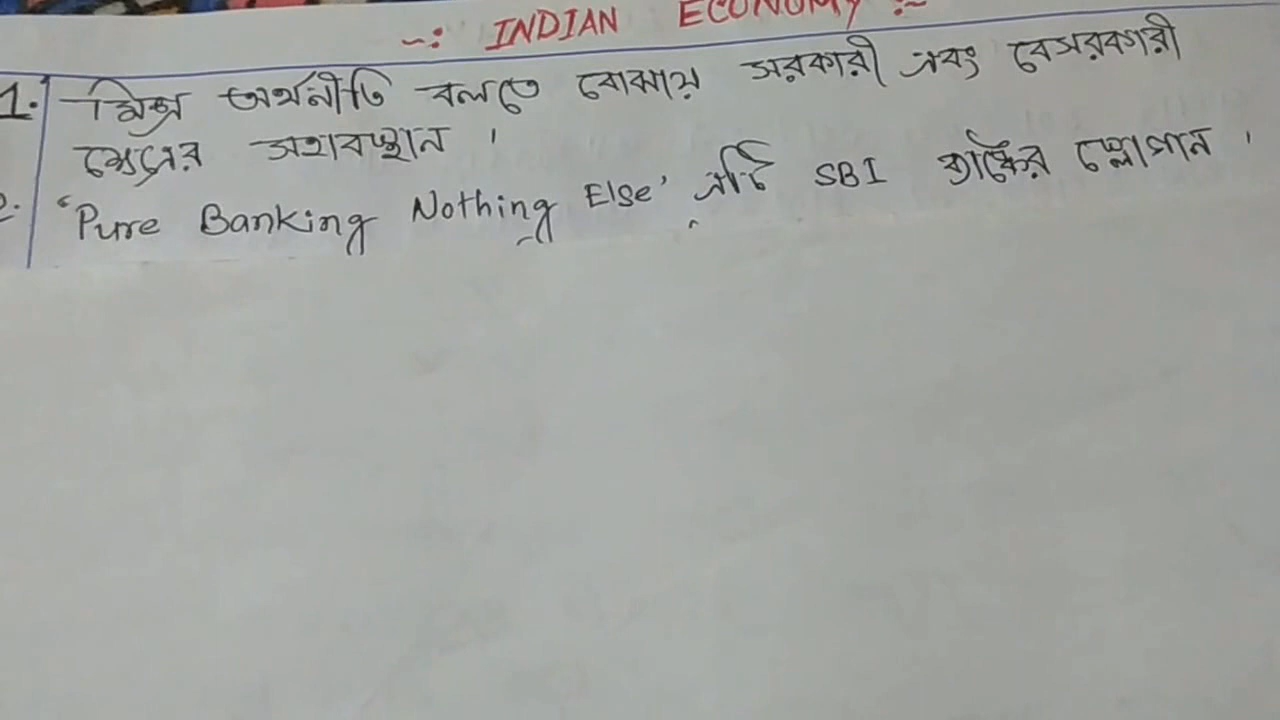 ~: INDIAN ECONOMY :~
1. মিশ্র অর্থনীতি বলতে বোঝায় সরকারী এবং বেসরকারী
ক্ষেত্রের সহাবস্থান ।
2. 'Pure Banking Nothing Else' এটি SBI ব্যাঙ্কের স্লোগান ।